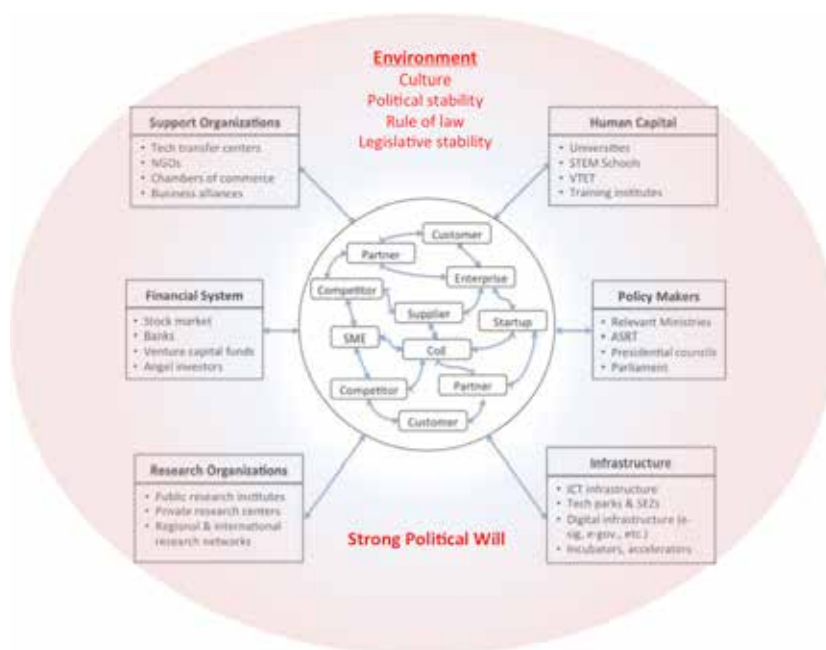 Environment
Culture
Political stability
Rule of law
Legislative stability
Support Organizations
• Tech transfer centers
• NGOs
• Chambers of commerce
• Business alliances
Human Capital
• Universities
• STEM Schools
• VTET
• Training institutes
Financial System
• Stock market
• Banks
• Venture capital funds
• Angel investors
Customer
Partner
Enterprise
Competitor
Supplier
Startup
SME
CoE
Competitor
Partner
Customer
Policy Makers
• Relevant Ministries
• ASRT
• Presidential councils
• Parliament
Research Organizations
• Public research institutes
• Private research centers
• Regional & international
research networks
Strong Political Will
Infrastructure
• ICT infrastructure
• Tech parks & SEZs
• Digital infrastructure (e-
sig, e-gov., etc.)
• Incubators, accelerators